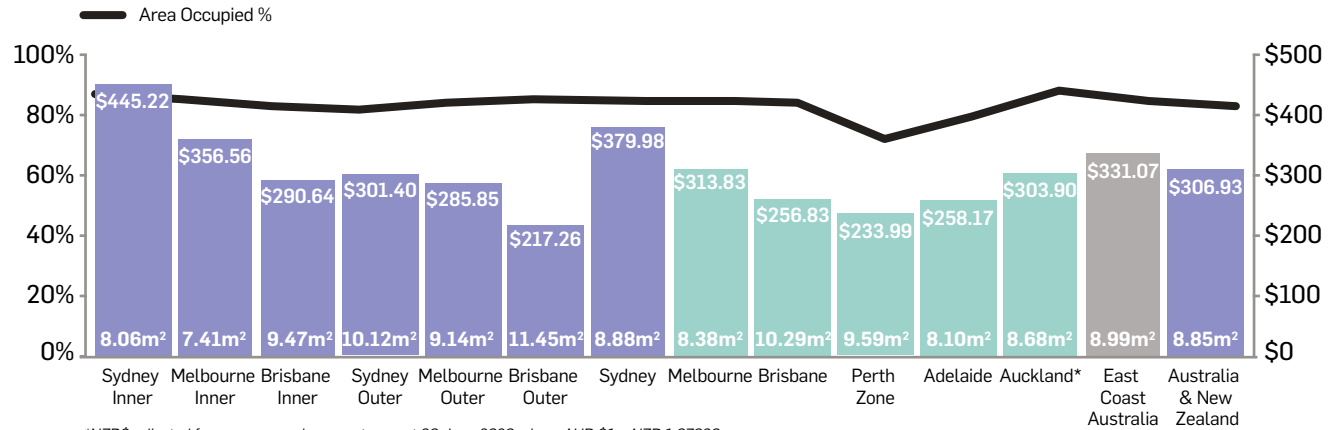 Area Occupied %
100%
80%
60%
40%
20%
0%
$500
$400
$300
$200
$100
$0
$445.22
$356.56
$290.64
$301.40
$285.85
$217.26
$379.98
$313.83
$256.83
$233.99
$258.17
$303.90
$331.07
$306.93
8.06m²
7.41m²
9.47m²
10.12m²
9.14m²
11.45m²
8.88m²
8.38m²
10.29m²
9.59m²
8.10m²
8.68m²
8.99m²
8.85m²
Sydney
Inner
Melbourne
Inner
Brisbane
Inner
Sydney
Outer
Melbourne
Outer
Brisbane
Outer
Sydney
Melbourne
Brisbane
Perth
Zone
Adelaide
Auckland*
East
Coast
Australia
Australia
& New
Zealand